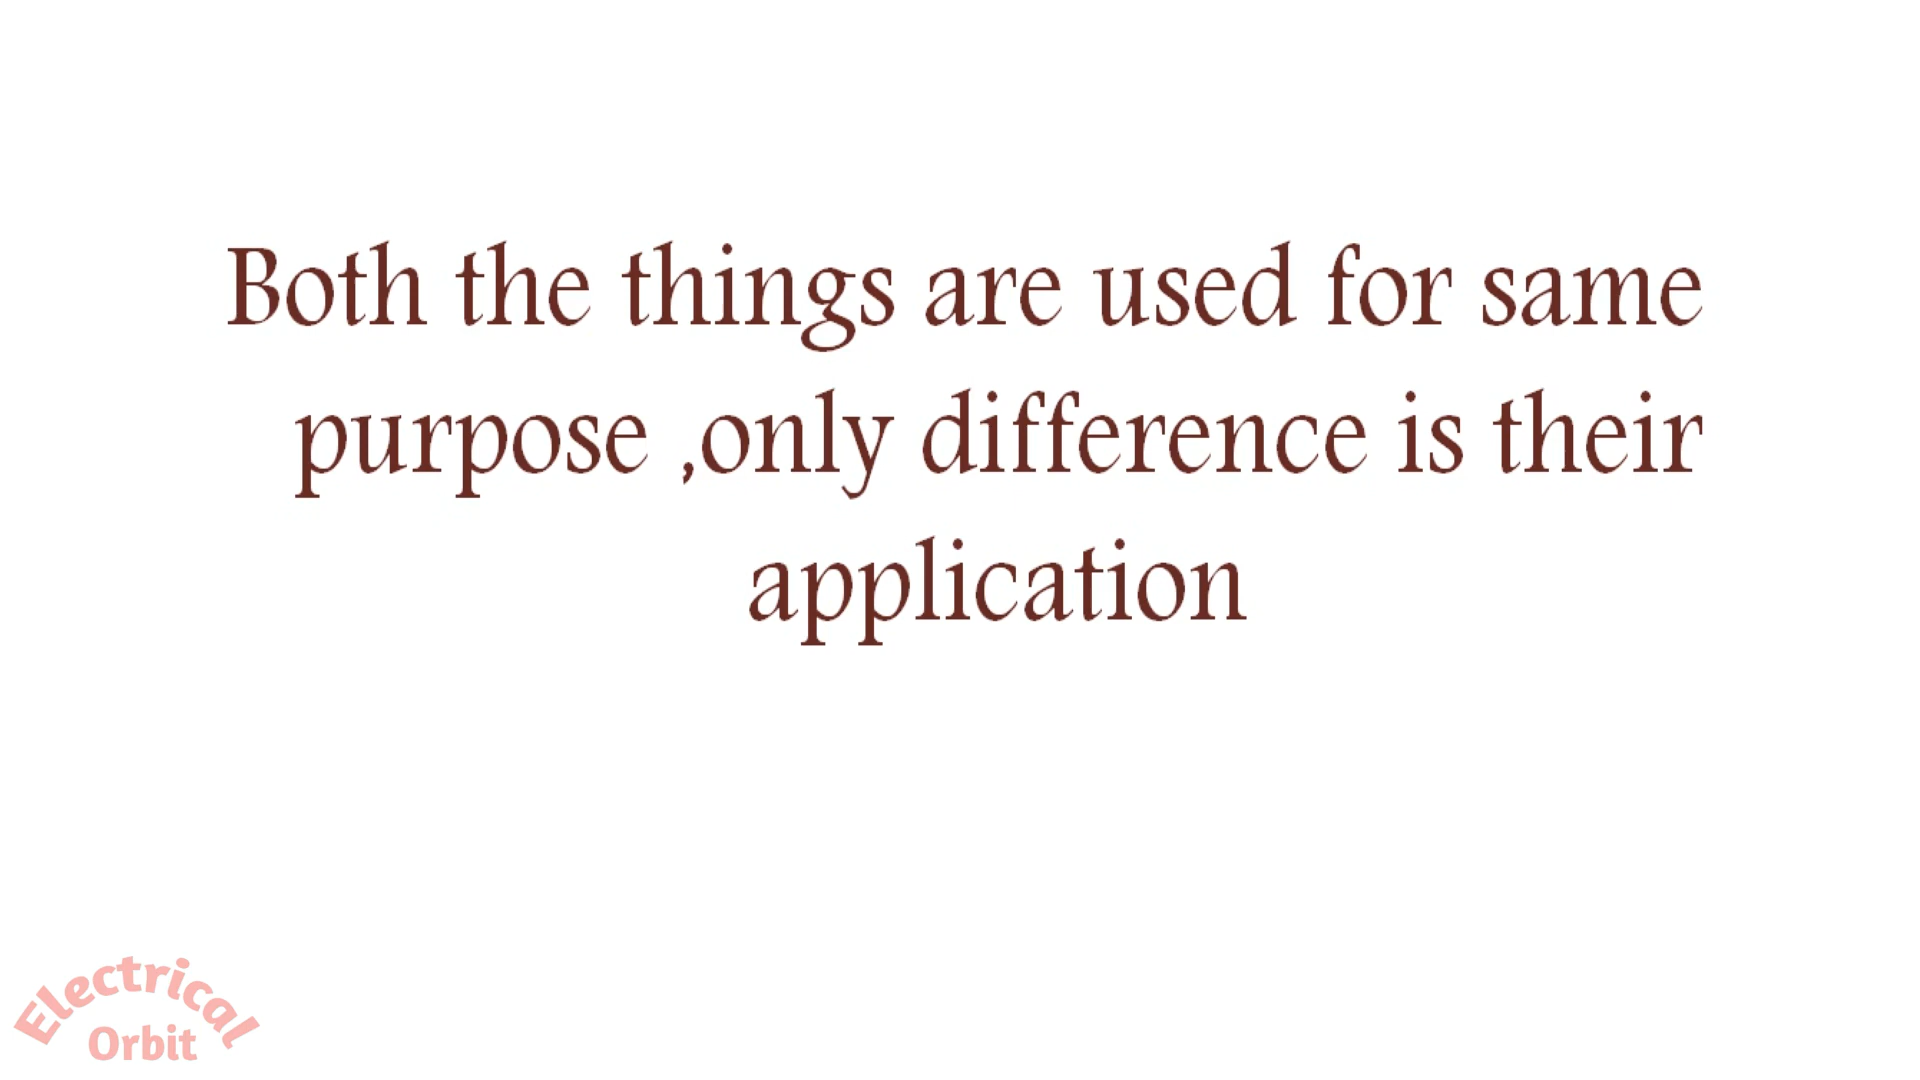 Both the things are used for same
purpose ,only difference is their
application
Electrical
Orbit